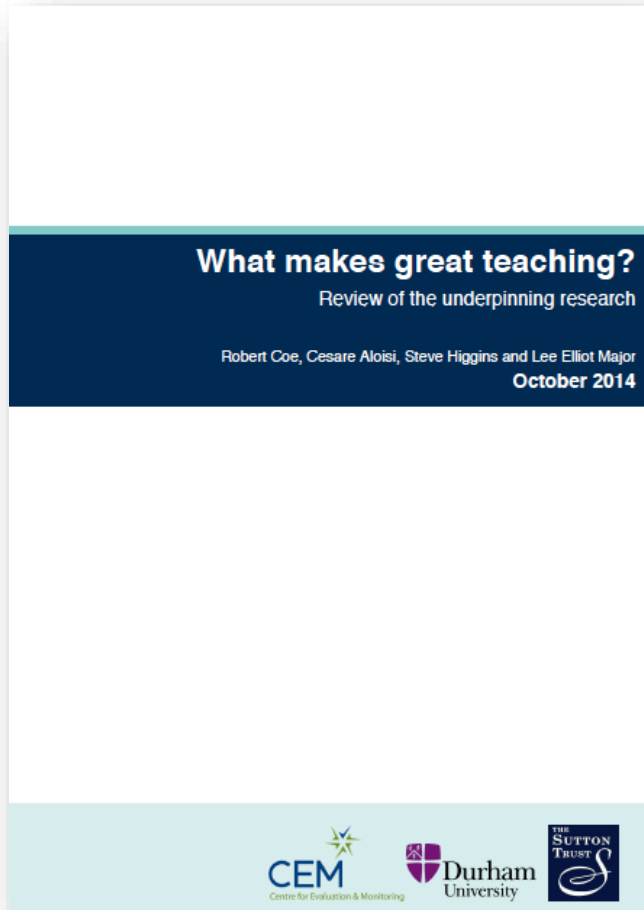 What makes great teaching?
Review of the underpinning research
Robert Coe, Cesare Aloisi, Steve Higgins and Lee Elliot Major
October 2014
CEM
Centre for Evaluation & Monitoring
Durham
University
THE
SUTTON
TRUST